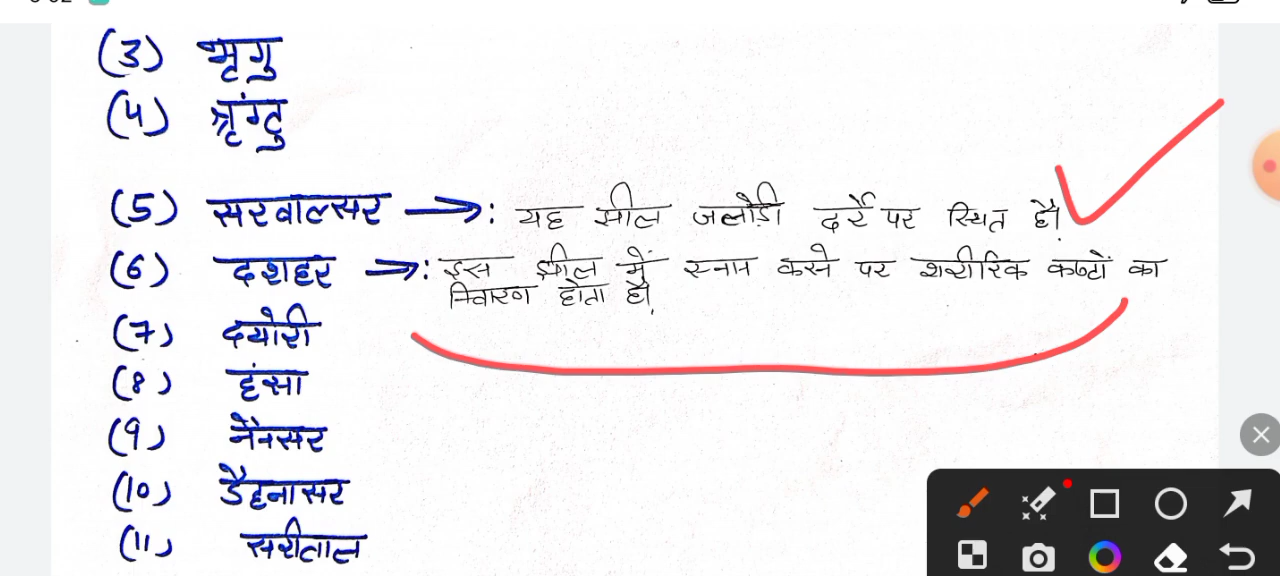 (3) भृगु
(4) श्रृंग्टु
(5) सरवालसर → : यह झील जलोड़ी दर्रे पर स्थित है।
(6) दशहर → : इस झील में स्नान करने पर शारीरिक कष्टों का
निवारण होता है।
(7) दयोरी
(8) हंसा
(9) नैनसर
(10) डैहनासर
(11) सरीताल